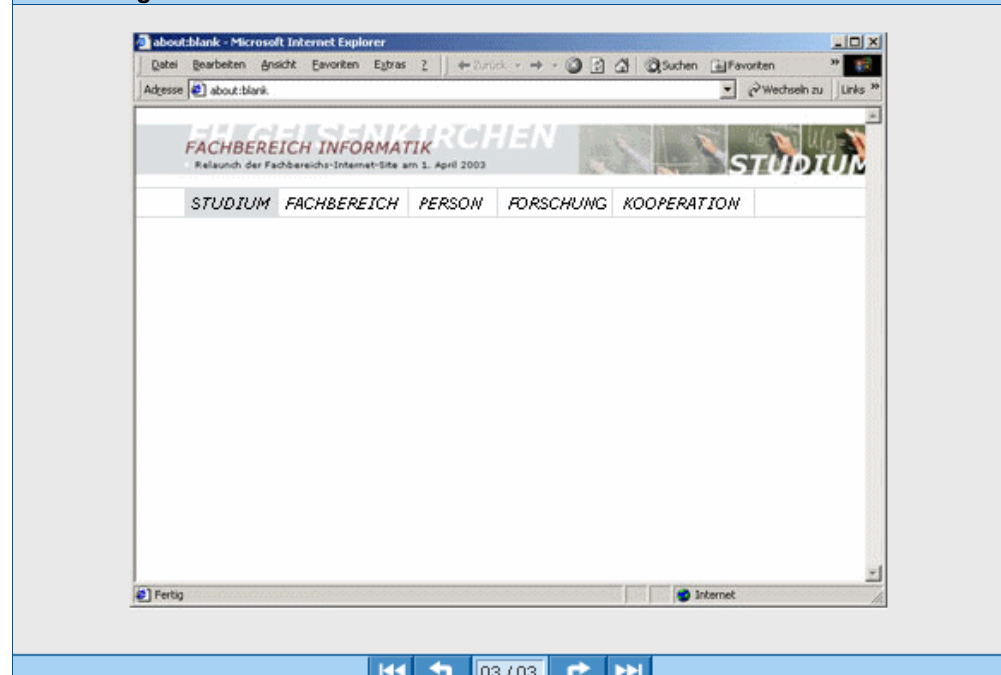 about:blank - Microsoft Internet Explorer
Datei Bearbeiten Ansicht Favoriten Extras ? Zurück Suchen Favoriten »
Adresse about:blank Wechseln zu Links »
FH GELSENKIRCHEN
FACHBEREICH INFORMATIK
Relaunch der Fachbereichs-Internet-Site am 1. April 2003
STUDIUM
STUDIUM FACHBEREICH PERSON FORSCHUNG KOOPERATION
Fertig Internet
03 / 03